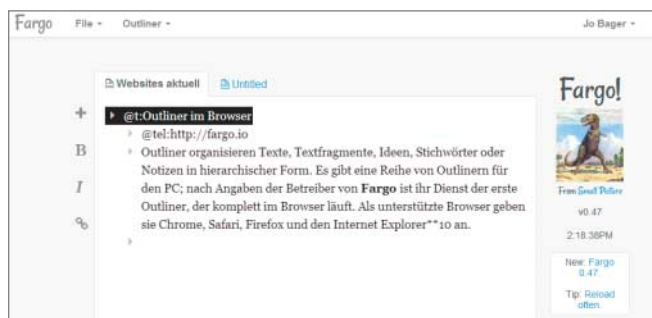 Fargo File Outliner Jo Bager
Websites aktuell Untitled
@t:Outliner im Browser
@tel:http://fargo.io
Outliner organisieren Texte, Textfragmente, Ideen, Stichwörter oder
Notizen in hierarchischer Form. Es gibt eine Reihe von Outlinern für
den PC; nach Angaben der Betreiber von Fargo ist ihr Dienst der erste
Outliner, der komplett im Browser läuft. Als unterstützte Browser geben
sie Chrome, Safari, Firefox und den Internet Explorer**10 an.
B
I
Fargo!
From Small Picture
v0.47
2:18:38PM
New: Fargo
0.47.
Tip: Reload
often.